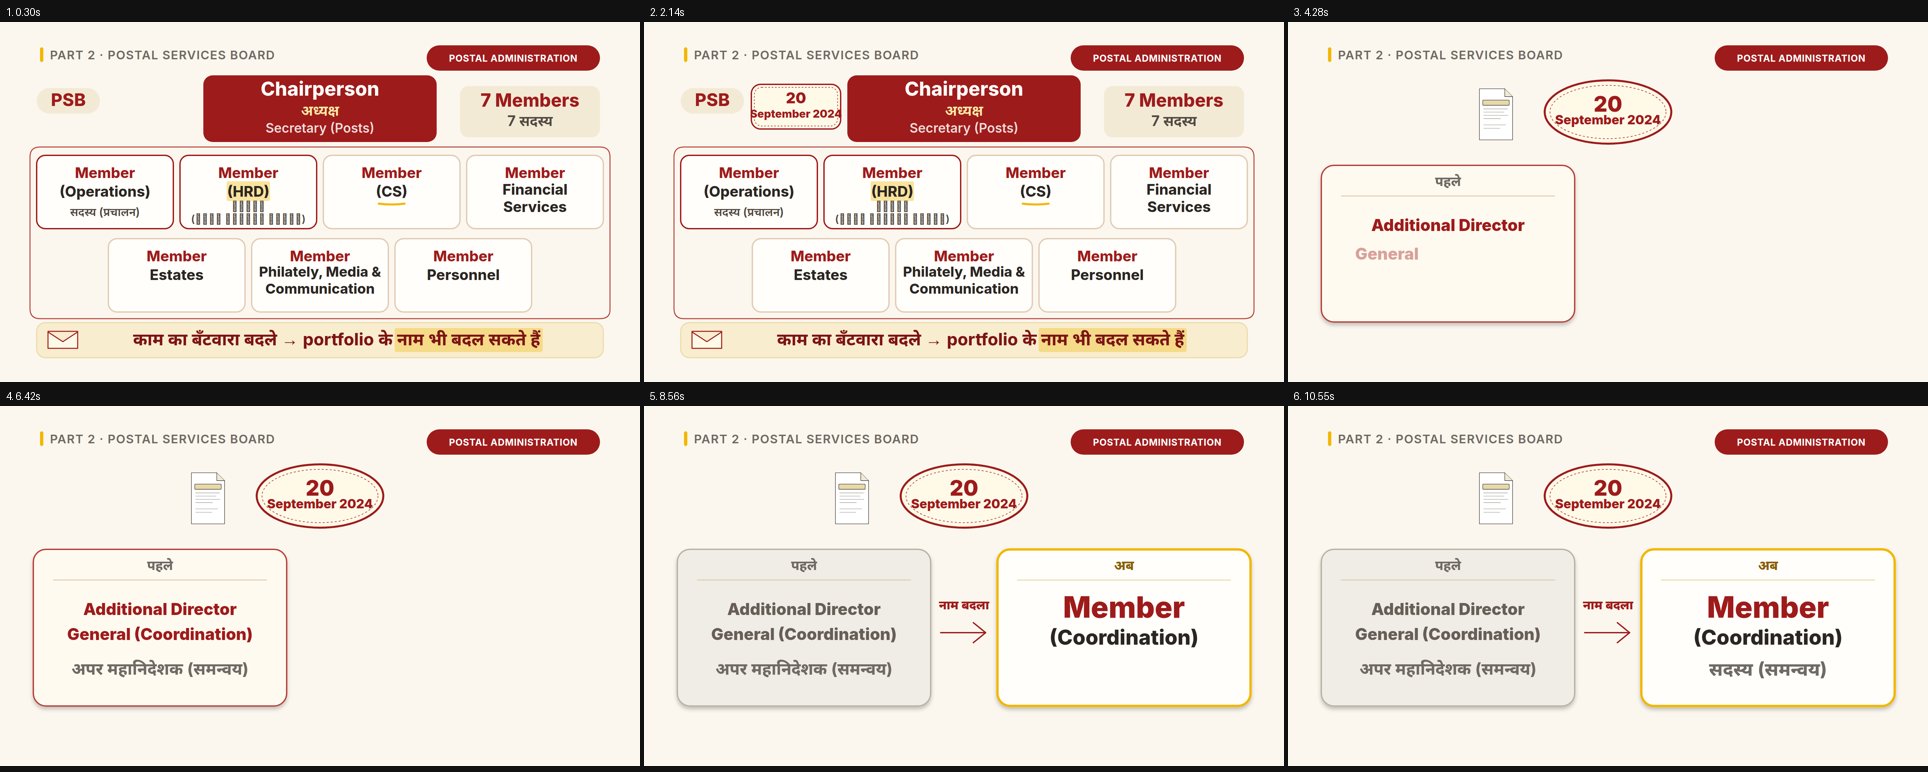 1. 0.30s
PART 2 · POSTAL SERVICES BOARD
POSTAL ADMINISTRATION
PSB
Chairperson
अध्यक्ष
Secretary (Posts)
7 Members
7 सदस्य
Member
(Operations)
सदस्य (प्रचालन)
Member
(HRD)
Member
(CS)
Member
Financial
Services
Member
Estates
Member
Philately, Media &
Communication
Member
Personnel
काम का बँटवारा बदले → portfolio के नाम भी बदल सकते हैं
2. 2.14s
PART 2 · POSTAL SERVICES BOARD
POSTAL ADMINISTRATION
PSB
20
September 2024
Chairperson
अध्यक्ष
Secretary (Posts)
7 Members
7 सदस्य
Member
(Operations)
सदस्य (प्रचालन)
Member
(HRD)
Member
(CS)
Member
Financial
Services
Member
Estates
Member
Philately, Media &
Communication
Member
Personnel
काम का बँटवारा बदले → portfolio के नाम भी बदल सकते हैं
3. 4.28s
PART 2 · POSTAL SERVICES BOARD
POSTAL ADMINISTRATION
20
September 2024
पहले
Additional Director
General
4. 6.42s
PART 2 · POSTAL SERVICES BOARD
POSTAL ADMINISTRATION
20
September 2024
पहले
Additional Director
General (Coordination)
अपर महानिदेशक (समन्वय)
5. 8.56s
PART 2 · POSTAL SERVICES BOARD
POSTAL ADMINISTRATION
20
September 2024
पहले
Additional Director
General (Coordination)
अपर महानिदेशक (समन्वय)
नाम बदला
अब
Member
(Coordination)
6. 10.55s
PART 2 · POSTAL SERVICES BOARD
POSTAL ADMINISTRATION
20
September 2024
पहले
Additional Director
General (Coordination)
अपर महानिदेशक (समन्वय)
नाम बदला
अब
Member
(Coordination)
सदस्य (समन्वय)